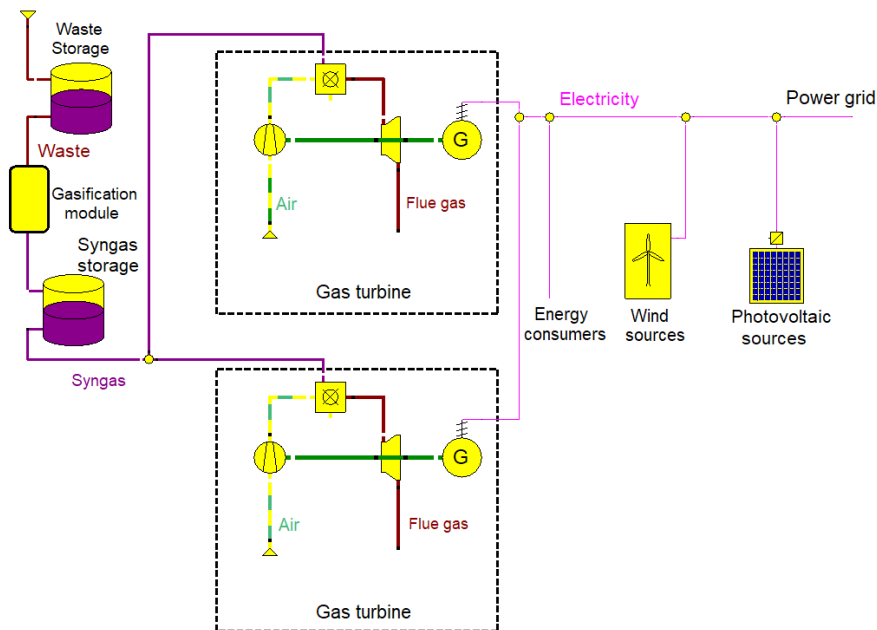 Waste
Storage
Waste
Gasification
module
Syngas
storage
Syngas
Air
Flue gas
G
Gas turbine
Air
Flue gas
G
Gas turbine
Electricity
Power grid
Energy
consumers
Wind
sources
Photovoltaic
sources